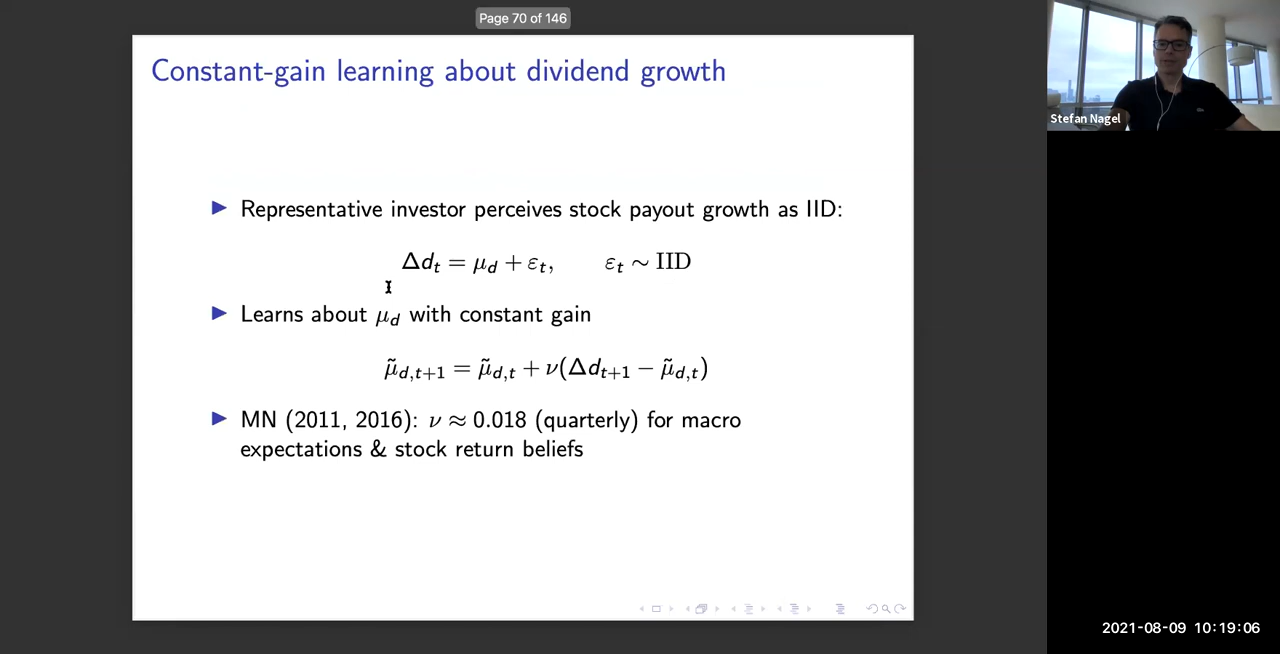 Page 70 of 146
Constant-gain learning about dividend growth
Stefan Nagel
▶ Representative investor perceives stock payout growth as IID:
Δd_t = μ_d + ε_t, ε_t ∼ IID
▶ Learns about μ_d with constant gain
μ̃_{d,t+1} = μ̃_{d,t} + ν(Δd_{t+1} − μ̃_{d,t})
▶ MN (2011, 2016): ν ≈ 0.018 (quarterly) for macro
expectations & stock return beliefs
2021-08-09 10:19:06